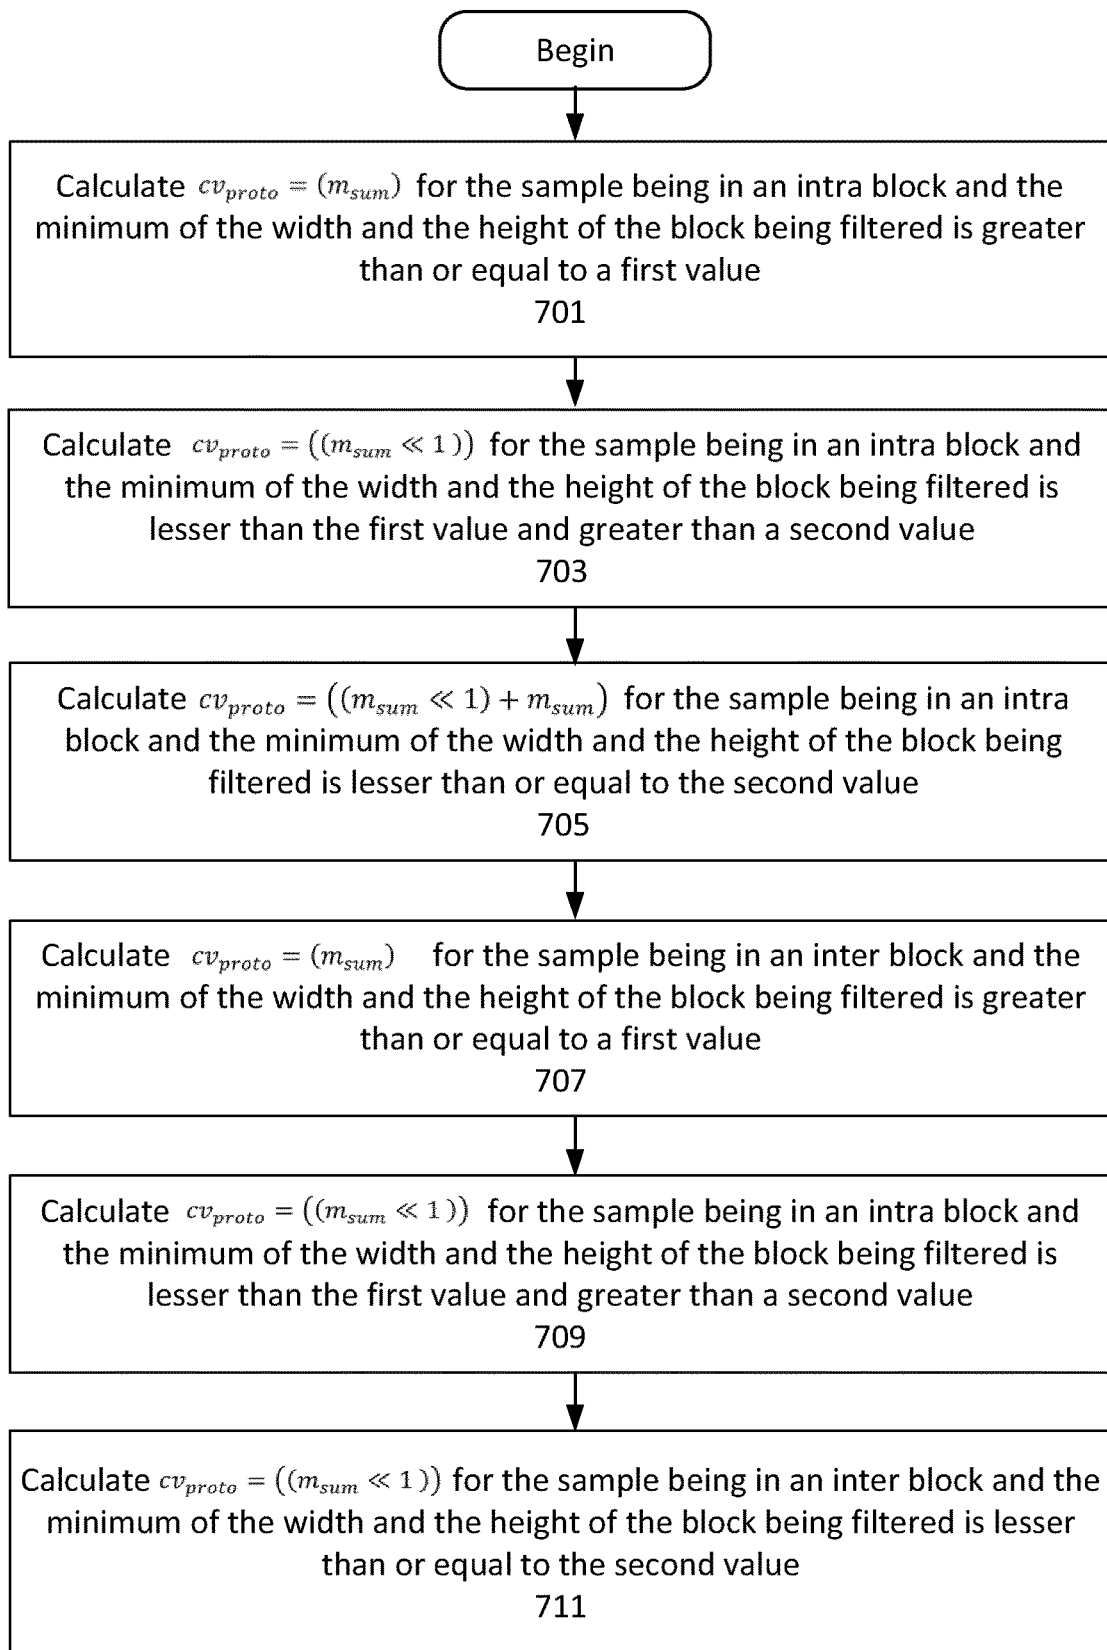 Begin
Calculate cv_proto = (m_sum) for the sample being in an intra block and the
minimum of the width and the height of the block being filtered is greater
than or equal to a first value
701
Calculate cv_proto = ((m_sum ≪ 1)) for the sample being in an intra block and
the minimum of the width and the height of the block being filtered is
lesser than the first value and greater than a second value
703
Calculate cv_proto = ((m_sum ≪ 1) + m_sum) for the sample being in an intra
block and the minimum of the width and the height of the block being
filtered is lesser than or equal to the second value
705
Calculate cv_proto = (m_sum) for the sample being in an inter block and the
minimum of the width and the height of the block being filtered is greater
than or equal to a first value
707
Calculate cv_proto = ((m_sum ≪ 1)) for the sample being in an intra block and
the minimum of the width and the height of the block being filtered is
lesser than the first value and greater than a second value
709
Calculate cv_proto = ((m_sum ≪ 1)) for the sample being in an inter block and the
minimum of the width and the height of the block being filtered is lesser
than or equal to the second value
711